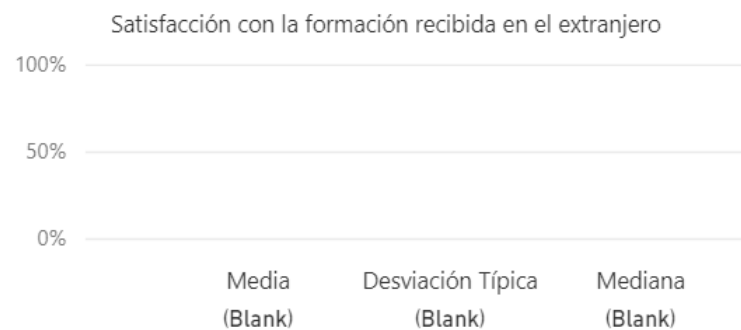 Satisfacción con la formación recibida en el extranjero
100%
50%
0%
Media Desviación Típica Mediana
(Blank) (Blank) (Blank)